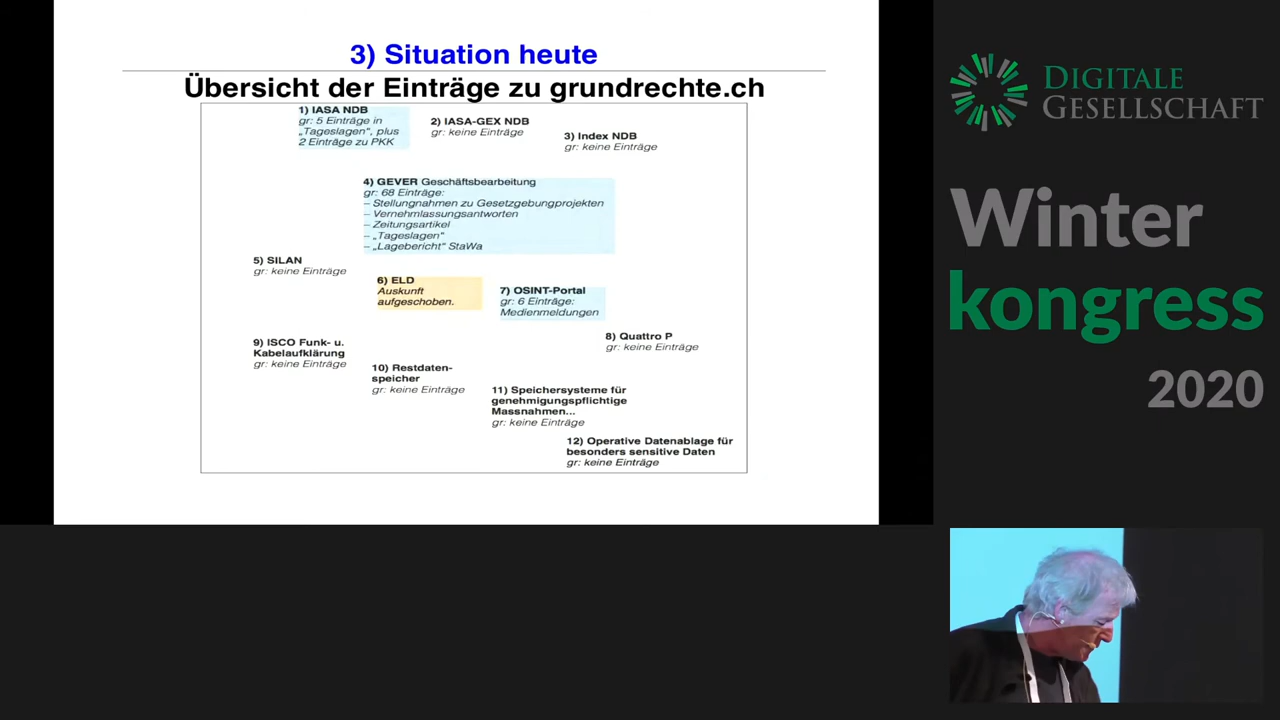 3) Situation heute
Übersicht der Einträge zu grundrechte.ch
1) IASA NDB
gr: 5 Einträge in
„Tageslagen“, plus
2 Einträge zu PKK
2) IASA-GEX NDB
gr: keine Einträge
3) Index NDB
gr: keine Einträge
4) GEVER Geschäftsbearbeitung
gr: 68 Einträge:
– Stellungnahmen zu Gesetzgebungprojekten
– Vernehmlassungsantworten
– Zeitungsartikel
– „Tageslagen“
– „Lagebericht“ StaWa
5) SILAN
gr: keine Einträge
6) ELD
Auskunft
aufgeschoben.
7) OSINT-Portal
gr: 6 Einträge:
Medienmeldungen
8) Quattro P
gr: keine Einträge
9) ISCO Funk- u.
Kabelaufklärung
gr: keine Einträge
10) Restdaten-
speicher
gr: keine Einträge
11) Speichersysteme für
genehmigungspflichtige
Massnahmen...
gr: keine Einträge
12) Operative Datenablage für
besonders sensitive Daten
gr: keine Einträge
DIGITALE
GESELLSCHAFT
Winter
kongress
2020